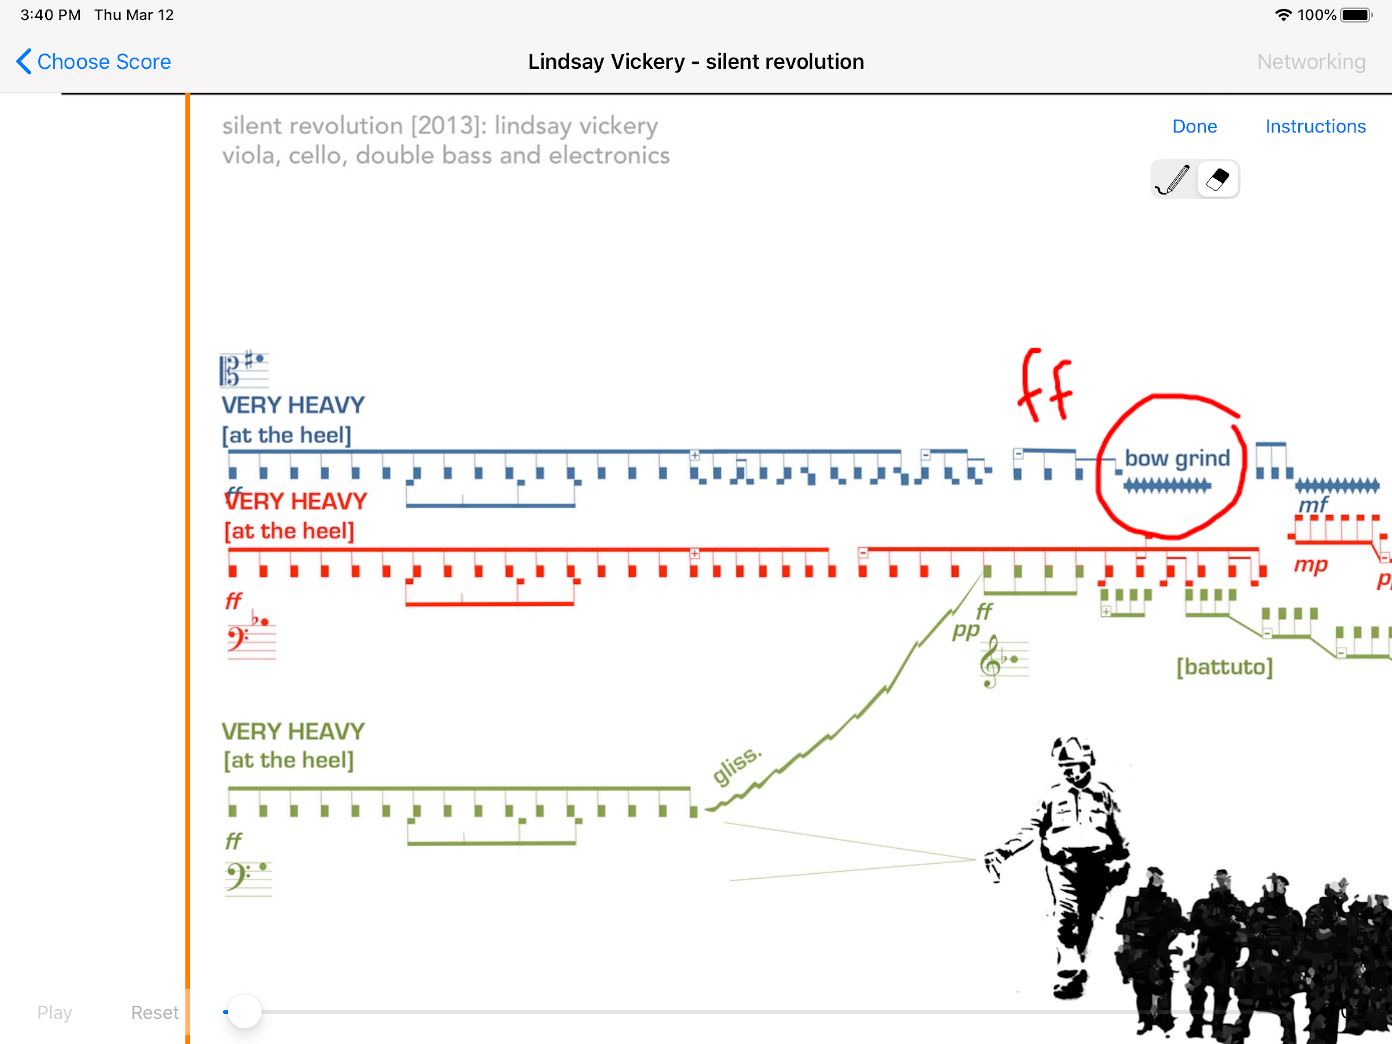 3:40 PM Thu Mar 12
100%
Choose Score
Lindsay Vickery - silent revolution
Networking
silent revolution [2013]: lindsay vickery
viola, cello, double bass and electronics
Done
Instructions
ff
VERY HEAVY
[at the heel]
bow grind
ff
mf
VERY HEAVY
[at the heel]
mp
ff
ff
pp
[battuto]
VERY HEAVY
[at the heel]
gliss.
ff
Play
Reset